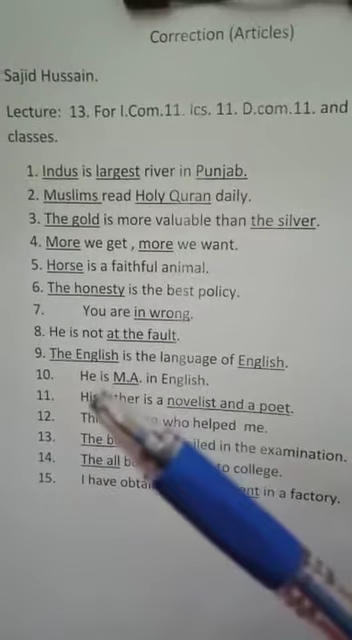 Correction (Articles)
Sajid Hussain.
Lecture: 13. For I.Com.11. Ics. 11. D.com.11. and
classes.
1. Indus is largest river in Punjab.
2. Muslims read Holy Quran daily.
3. The gold is more valuable than the silver.
4. More we get , more we want.
5. Horse is a faithful animal.
6. The honesty is the best policy.
7. You are in wrong.
8. He is not at the fault.
9. The English is the language of English.
10. He is M.A. in English.
11. is a novelist and a poet.
12. who helped me.
13. The in the examination.
14. The all to college.
15. I have in a factory.